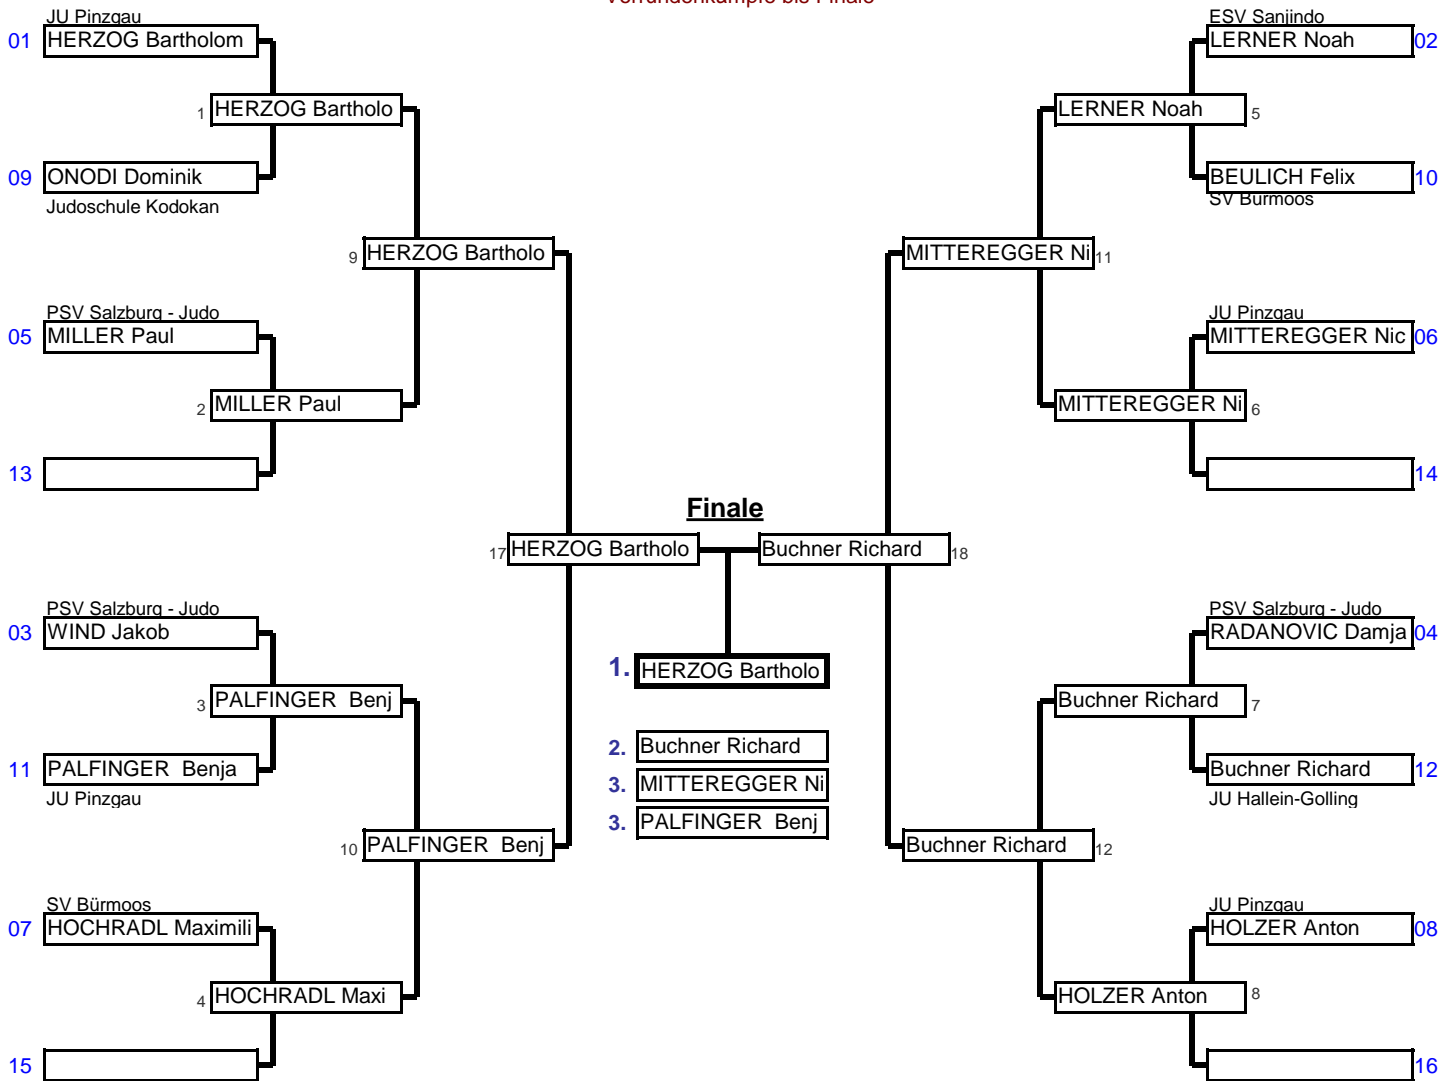 Vorrundenkämpfe bis Finale
JU Pinzgau
01 HERZOG Bartholom
1 HERZOG Bartholo
09 ONODI Dominik
Judoschule Kodokan
9 HERZOG Bartholo
PSV Salzburg - Judo
05 MILLER Paul
2 MILLER Paul
13
17 HERZOG Bartholo
PSV Salzburg - Judo
03 WIND Jakob
3 PALFINGER Benj
11 PALFINGER Benja
JU Pinzgau
10 PALFINGER Benj
SV Bürmoos
07 HOCHRADL Maximili
4 HOCHRADL Maxi
15
Finale
1. HERZOG Bartholo
2. Buchner Richard
3. MITTEREGGER Ni
3. PALFINGER Benj
ESV Sanjindo
LERNER Noah 02
LERNER Noah 5
BEULICH Felix 10
SV Bürmoos
MITTEREGGER Ni 11
JU Pinzgau
MITTEREGGER Nic 06
MITTEREGGER Ni 6
14
Buchner Richard 18
PSV Salzburg - Judo
RADANOVIC Damja 04
Buchner Richard 7
Buchner Richard 12
JU Hallein-Golling
Buchner Richard 12
JU Pinzgau
HOLZER Anton 08
HOLZER Anton 8
16